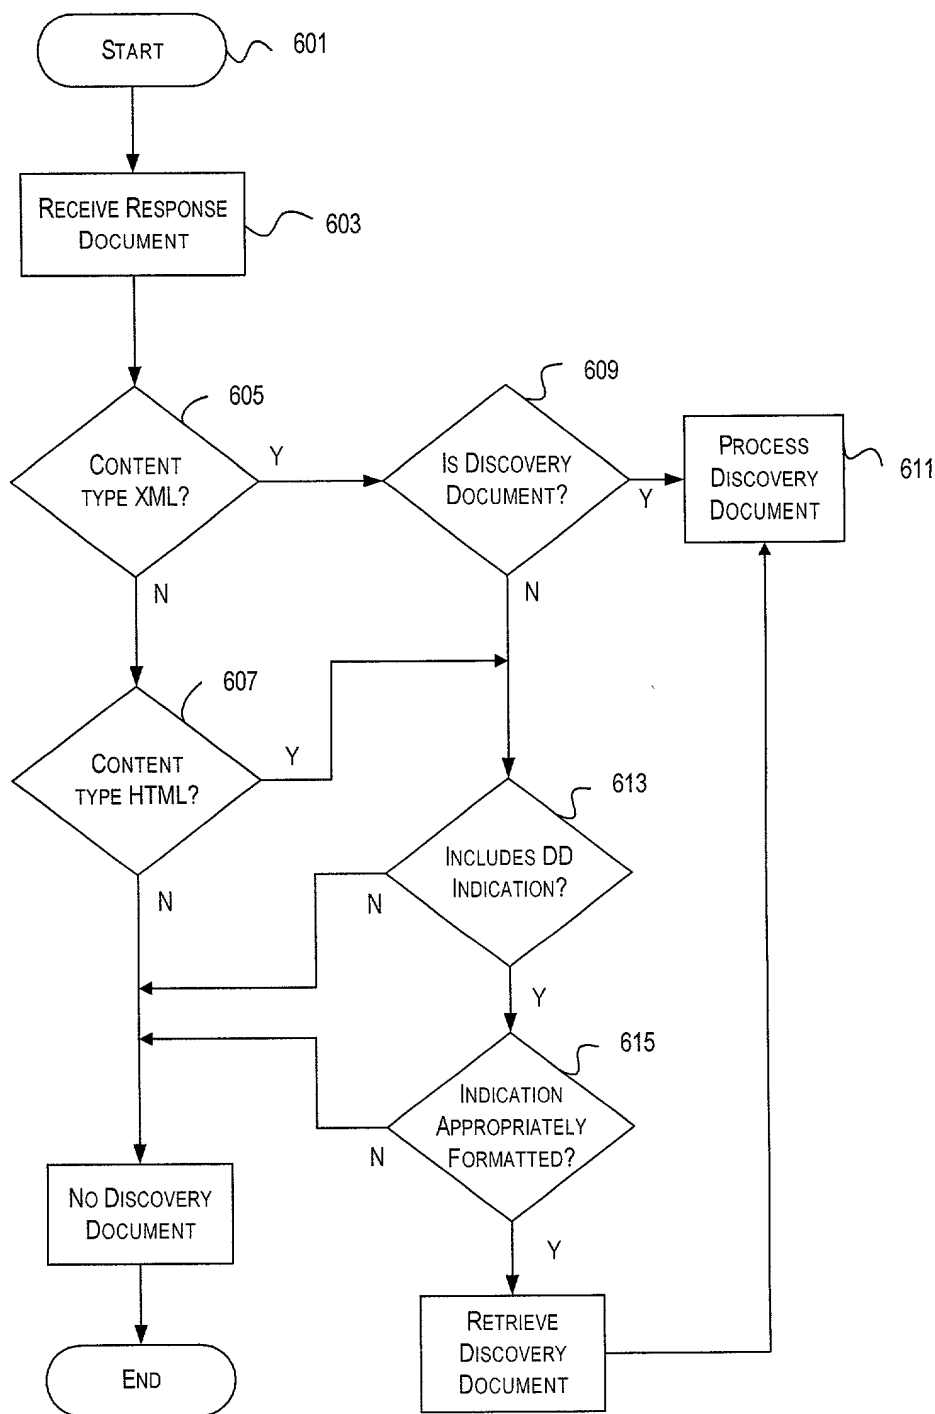 START
601
RECEIVE RESPONSE
DOCUMENT
603
605
CONTENT
TYPE XML?
Y
N
609
IS DISCOVERY
DOCUMENT?
Y
N
PROCESS
DISCOVERY
DOCUMENT
611
607
CONTENT
TYPE HTML?
Y
N
613
INCLUDES DD
INDICATION?
N
Y
615
INDICATION
APPROPRIATELY
FORMATTED?
N
Y
NO DISCOVERY
DOCUMENT
RETRIEVE
DISCOVERY
DOCUMENT
END